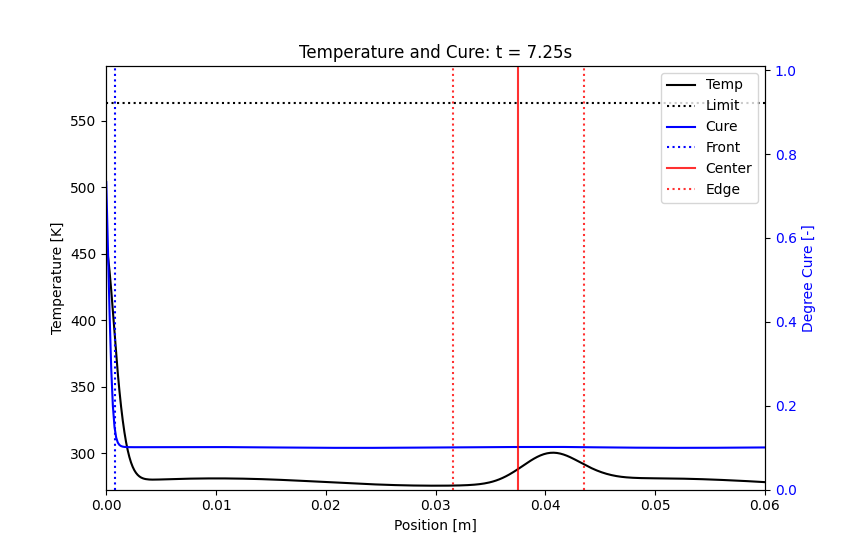 Temperature and Cure: t = 7.25s
Temp
Limit
Cure
Front
Center
Edge
550
500
450
400
350
300
Temperature [K]
1.0
0.8
0.6
0.4
0.2
0.0
Degree Cure [-]
0.00
0.01
0.02
0.03
0.04
0.05
0.06
Position [m]